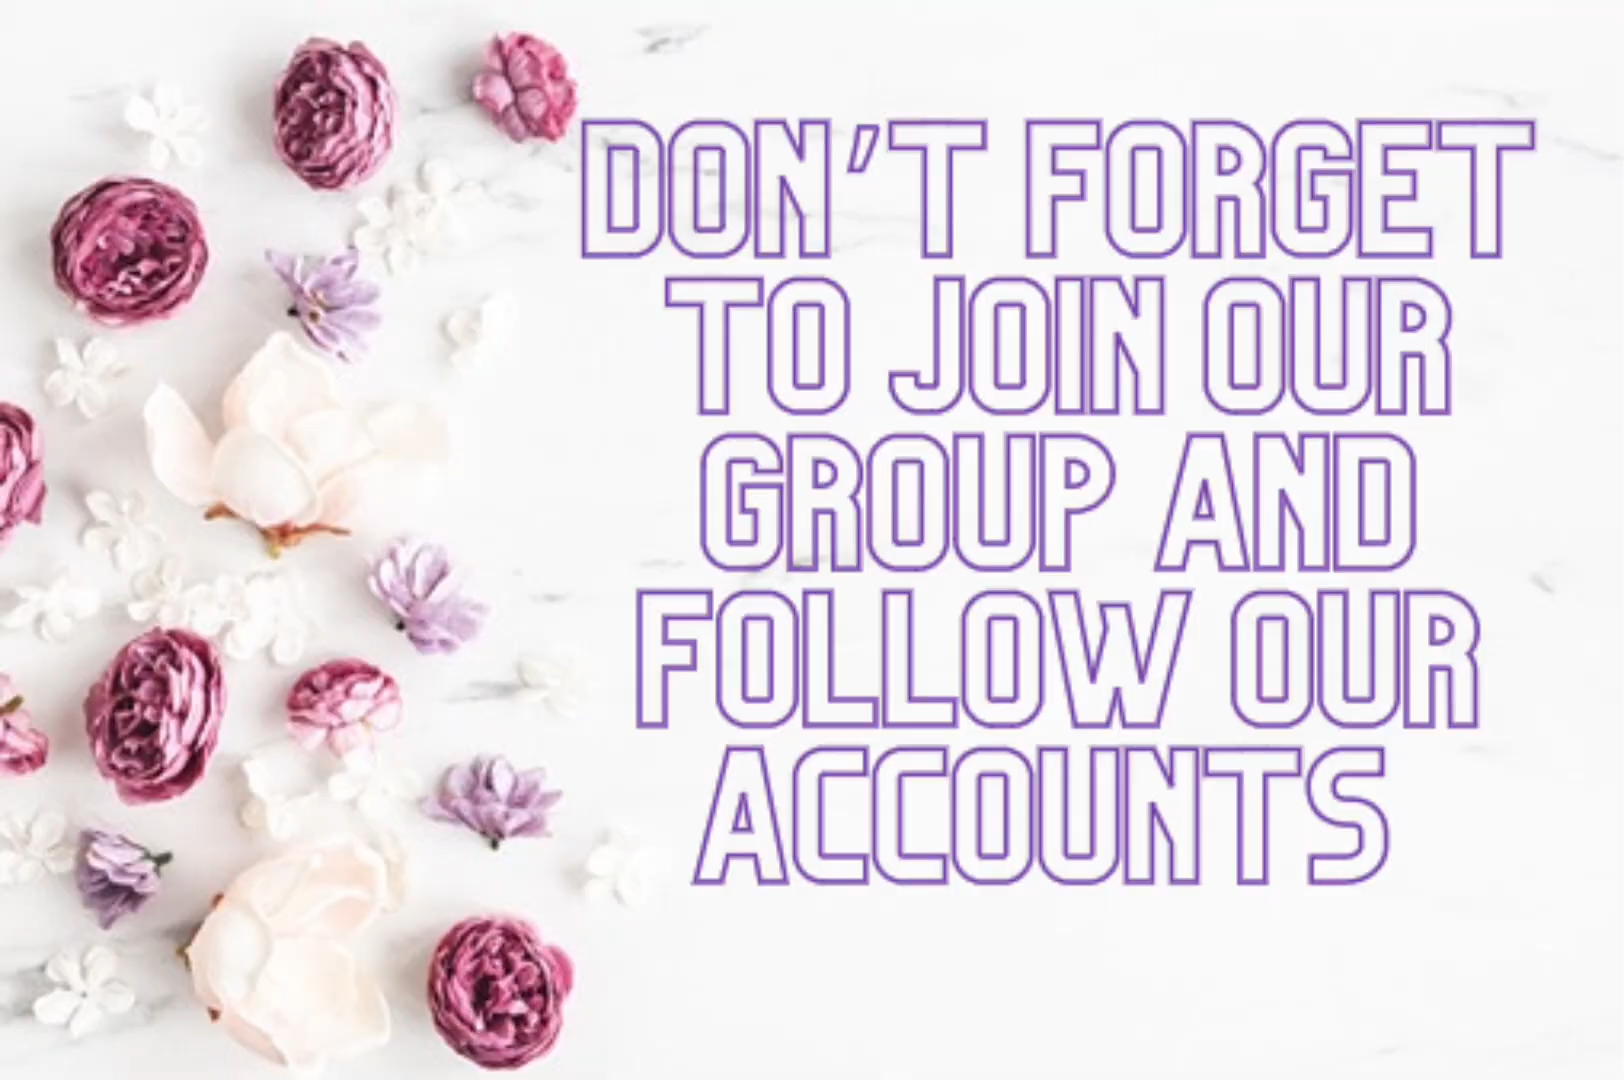 DON'T FORGET
TO JOIN OUR
GROUP AND
FOLLOW OUR
ACCOUNTS